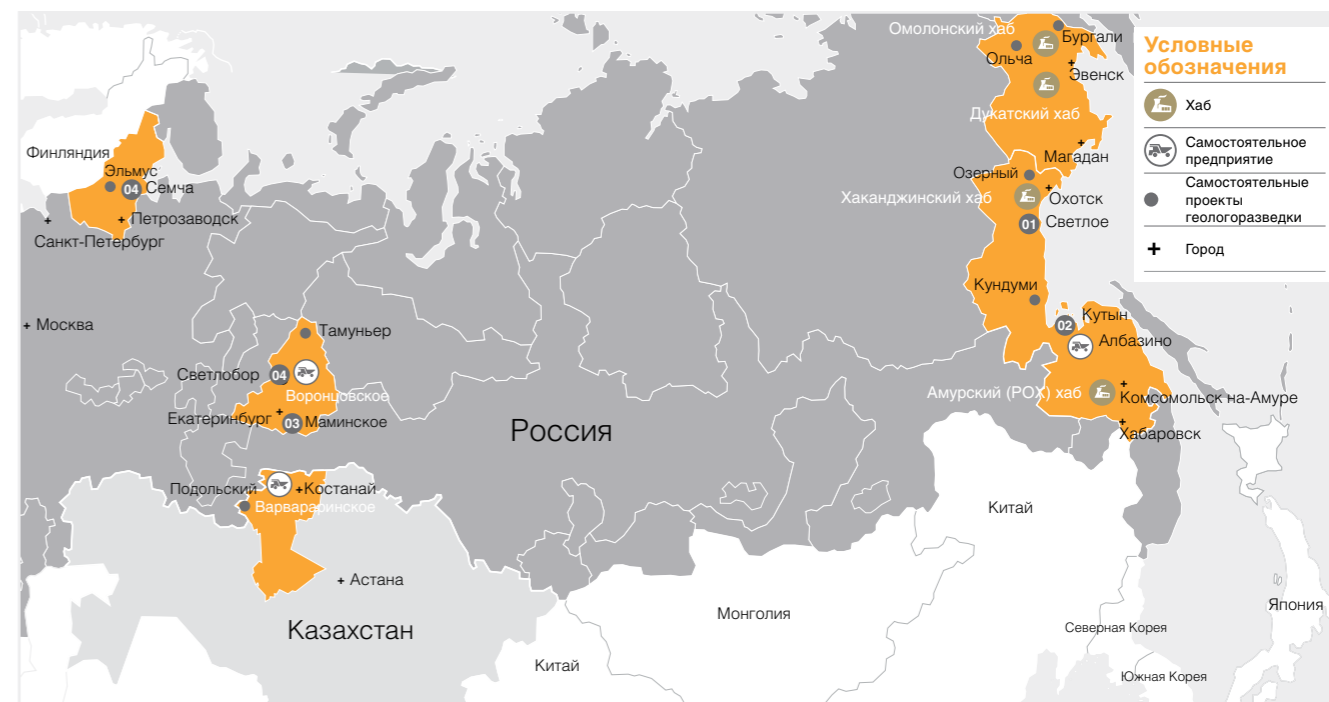 Омолонский хаб
Бургали
Ольча
Эвенск
Дукатский хаб
Магадан
Озерный
Хаканджинский хаб
Охотск
01 Светлое
Кундуми
02 Кутын
Албазино
Амурский (РОХ) хаб
Комсомольск на-Амуре
Хабаровск
Условные
обозначения
Хаб
Самостоятельное
предприятие
Самостоятельные
проекты
геологоразведки
Город
Финляндия
Эльмус
04 Семча
Петрозаводск
Санкт-Петербург
Москва
Тамуньер
Светлобор 04
Воронцовское
Екатеринбург
03 Маминское
Подольский
Костанай
Варвараринское
Астана
Россия
Казахстан
Китай
Монголия
Китай
Северная Корея
Южная Корея
Япония